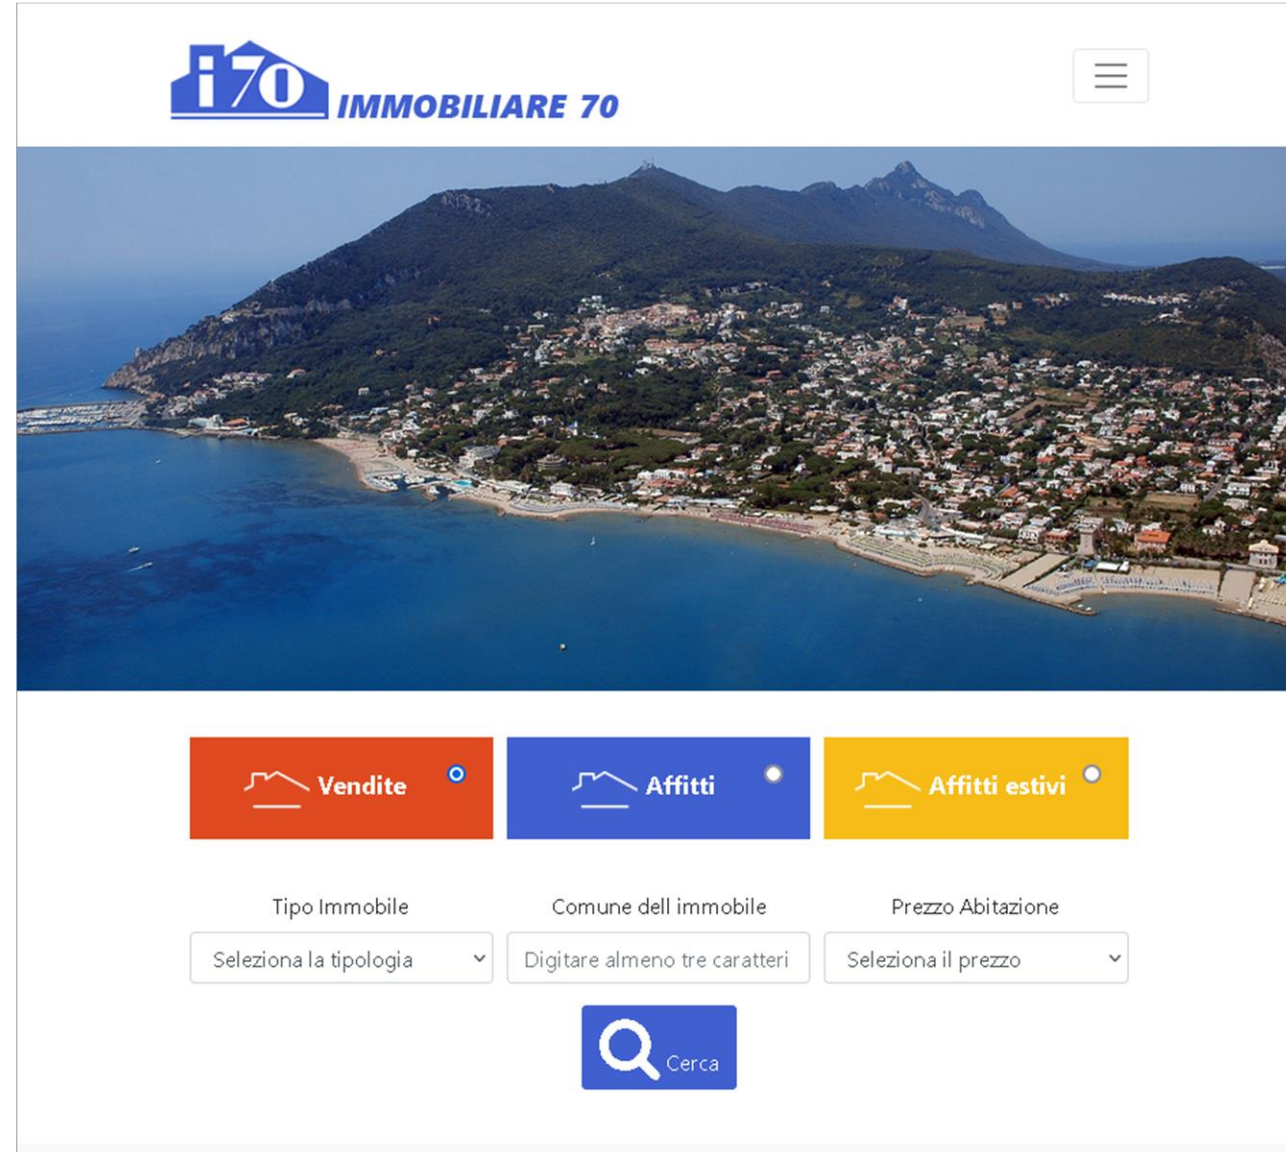 i70 IMMOBILIARE 70
Vendite
Affitti
Affitti estivi
Tipo Immobile
Comune dell immobile
Prezzo Abitazione
Seleziona la tipologia
Digitare almeno tre caratteri
Seleziona il prezzo
Cerca